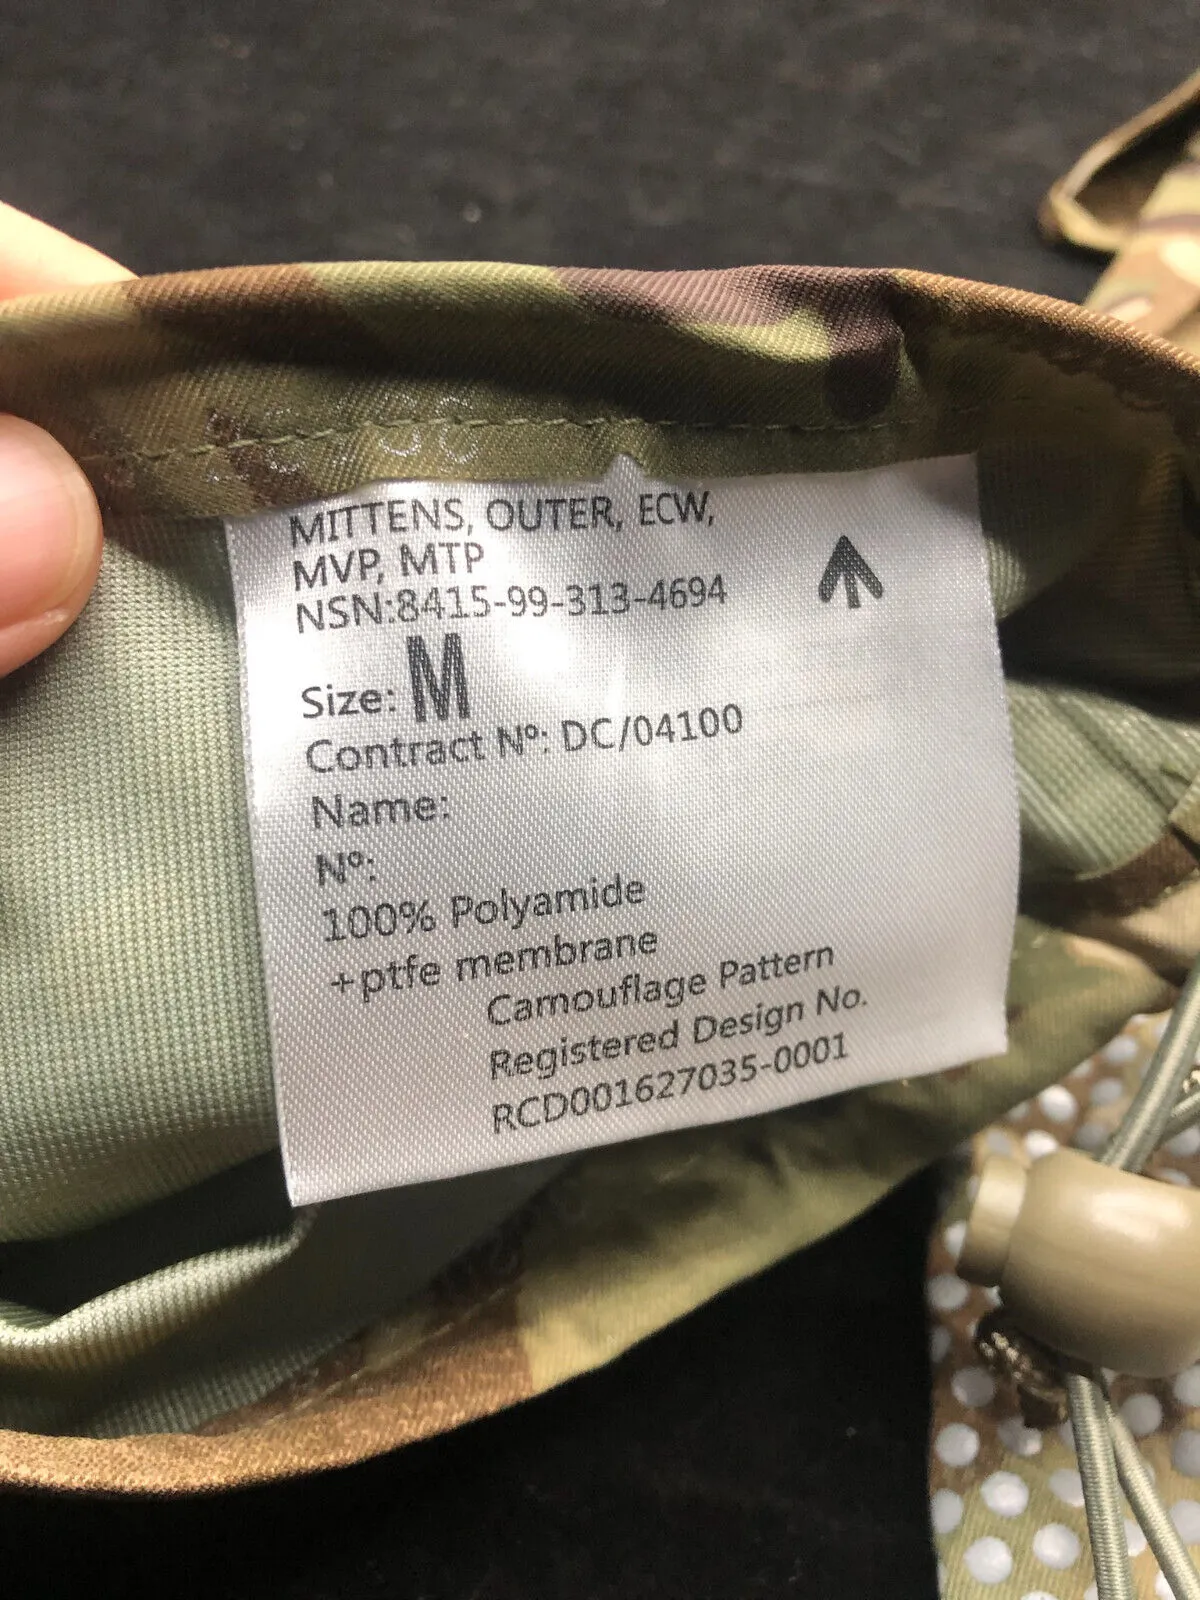 MITTENS, OUTER, ECW,
MVP, MTP
NSN:8415-99-313-4694
Size: M
Contract Nº: DC/04100
Name:
Nº:
100% Polyamide
+ptfe membrane
Camouflage Pattern
Registered Design No.
RCD001627035-0001